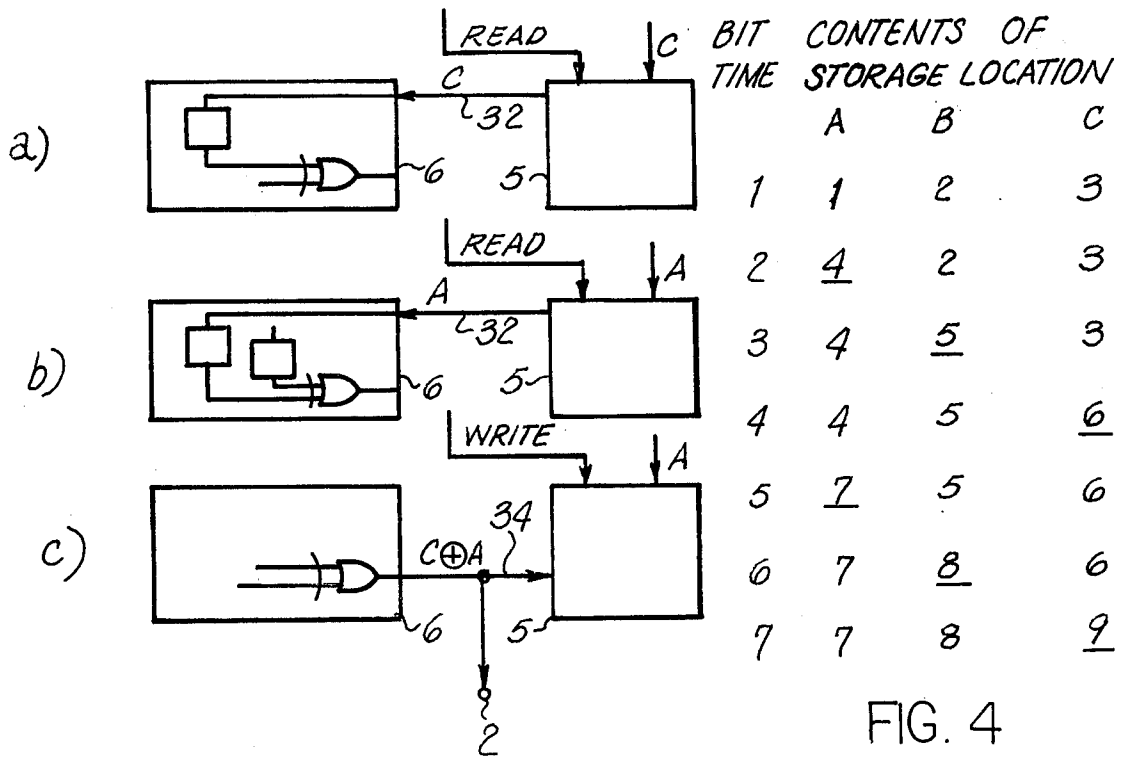 READ
C
a)
C
32
6
5
READ
A
b)
A
32
6
5
WRITE
A
c)
C⊕A
34
6
5
2
BIT CONTENTS OF
TIME STORAGE LOCATION
A B C
1 1 2 3
2 4 2 3
3 4 5 3
4 4 5 6
5 7 5 6
6 7 8 6
7 7 8 9
FIG. 4